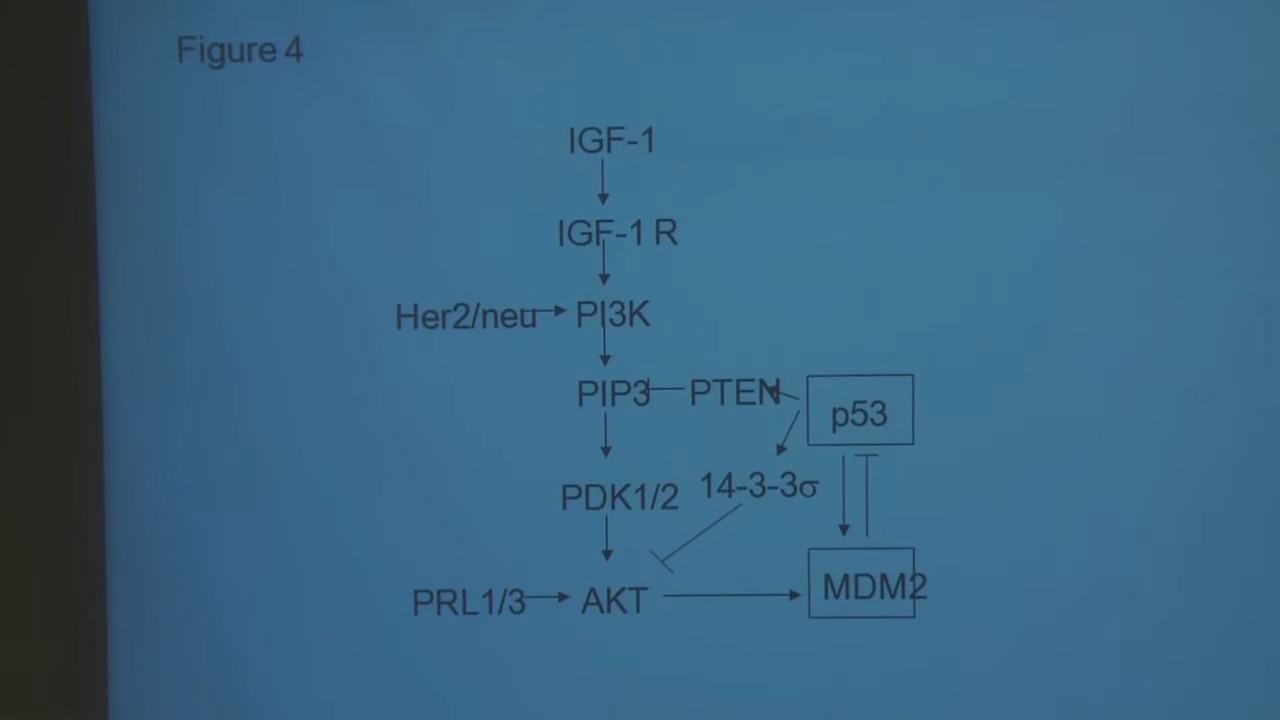 Figure 4
IGF-1
IGF-1 R
Her2/neu PI3K
PIP3 PTEN p53
PDK1/2 14-3-3σ
PRL1/3 AKT MDM2